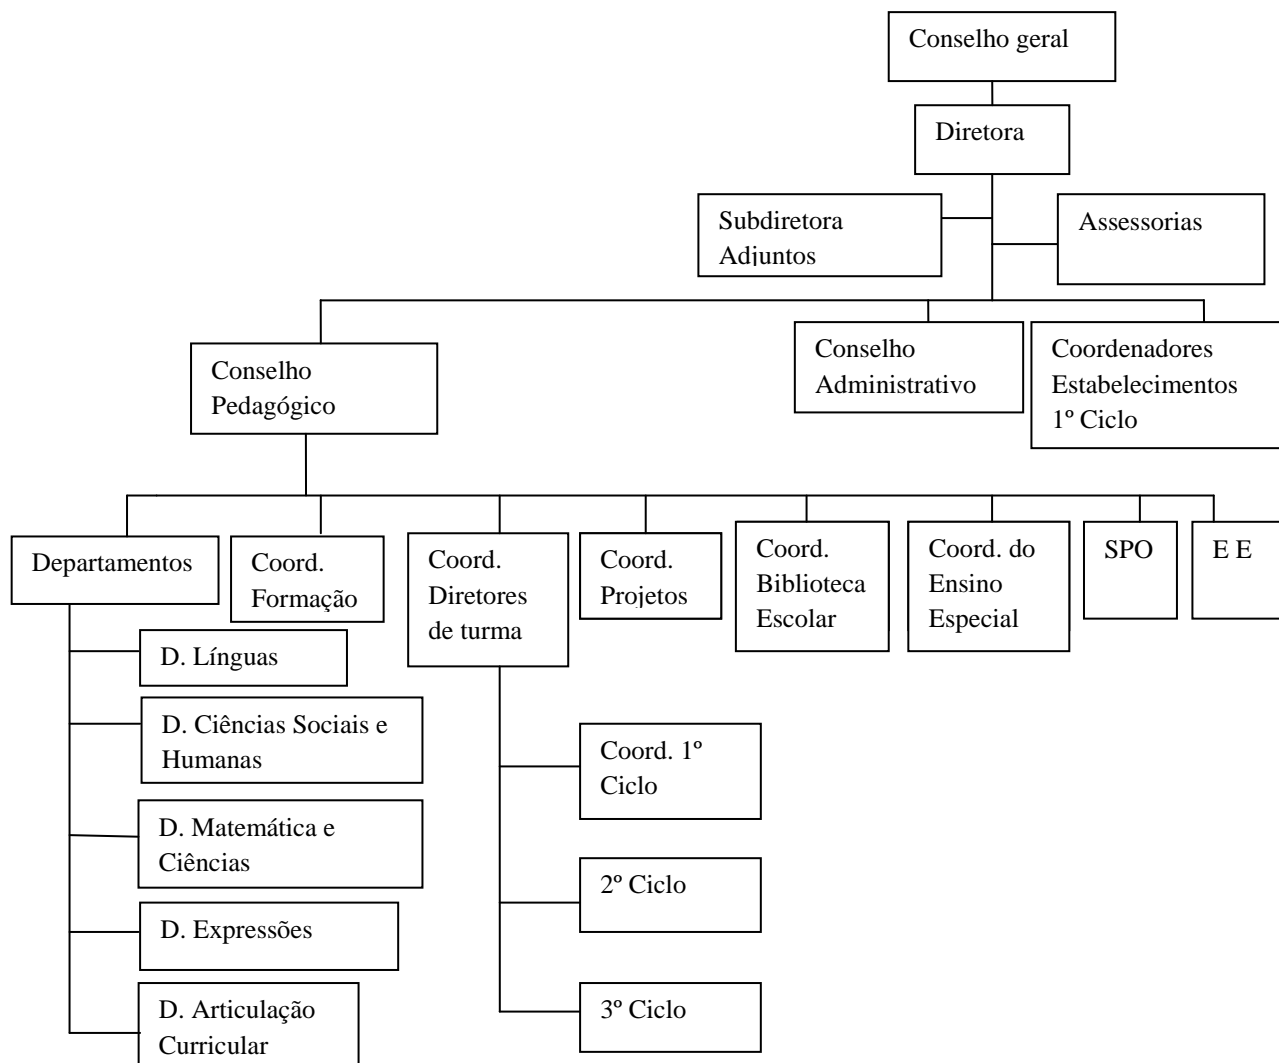 Conselho geral
Diretora
Subdiretora
Adjuntos
Assessorias
Conselho
Pedagógico
Conselho
Administrativo
Coordenadores
Estabelecimentos
1º Ciclo
Departamentos
Coord.
Formação
Coord.
Diretores
de turma
Coord.
Projetos
Coord.
Biblioteca
Escolar
Coord. do
Ensino
Especial
SPO
E E
D. Línguas
D. Ciências Sociais e
Humanas
D. Matemática e
Ciências
D. Expressões
D. Articulação
Curricular
Coord. 1º
Ciclo
2º Ciclo
3º Ciclo